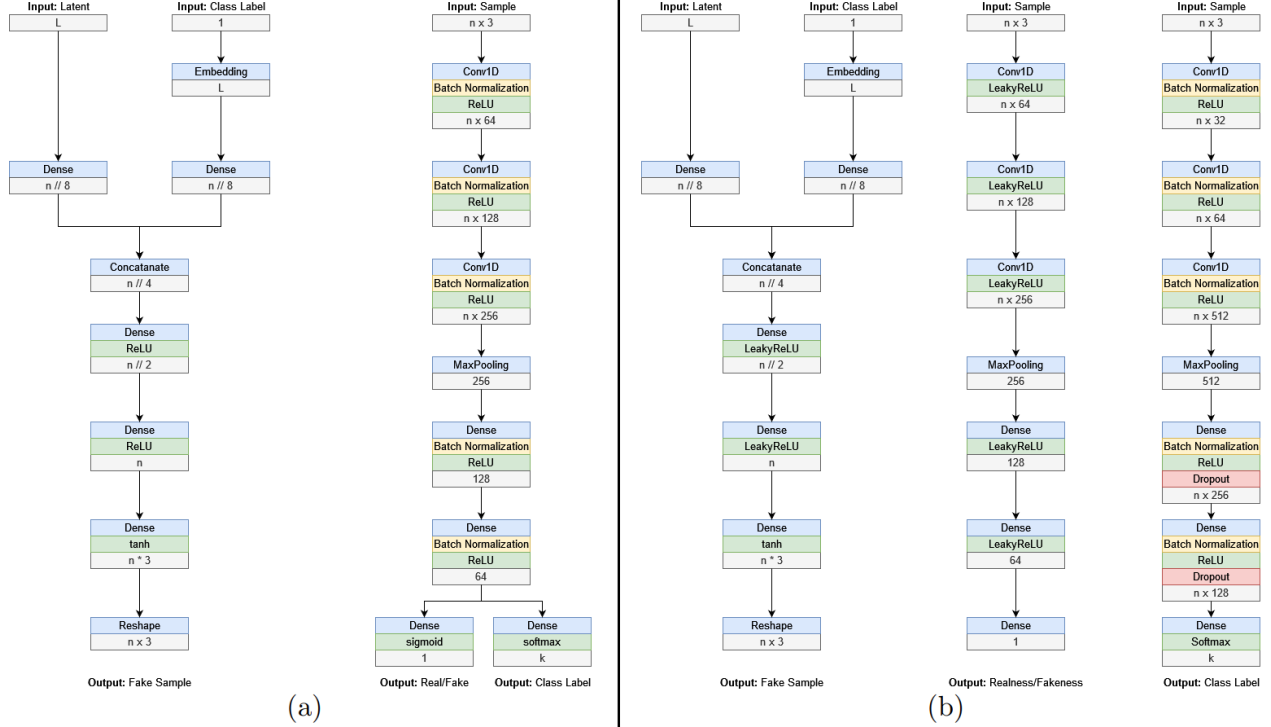 Input: Latent
L
Input: Class Label
1
Embedding
L
Dense
n // 8
Dense
n // 8
Concatanate
n // 4
Dense
ReLU
n // 2
Dense
ReLU
n
Dense
tanh
n * 3
Reshape
n x 3
Output: Fake Sample
Input: Sample
n x 3
Conv1D
Batch Normalization
ReLU
n x 64
Conv1D
Batch Normalization
ReLU
n x 128
Conv1D
Batch Normalization
ReLU
n x 256
MaxPooling
256
Dense
Batch Normalization
ReLU
128
Dense
Batch Normalization
ReLU
64
Dense
sigmoid
1
Output: Real/Fake
Dense
softmax
k
Output: Class Label
(a)
Input: Latent
L
Input: Class Label
1
Embedding
L
Dense
n // 8
Dense
n // 8
Concatanate
n // 4
Dense
LeakyReLU
n // 2
Dense
LeakyReLU
n
Dense
tanh
n * 3
Reshape
n x 3
Output: Fake Sample
Input: Sample
n x 3
Conv1D
LeakyReLU
n x 64
Conv1D
LeakyReLU
n x 128
Conv1D
LeakyReLU
n x 256
MaxPooling
256
Dense
LeakyReLU
128
Dense
LeakyReLU
64
Dense
1
Output: Realness/Fakeness
Input: Sample
n x 3
Conv1D
Batch Normalization
ReLU
n x 32
Conv1D
Batch Normalization
ReLU
n x 64
Conv1D
Batch Normalization
ReLU
n x 512
MaxPooling
512
Dense
Batch Normalization
ReLU
Dropout
n x 256
Dense
Batch Normalization
ReLU
Dropout
n x 128
Dense
Softmax
k
Output: Class Label
(b)